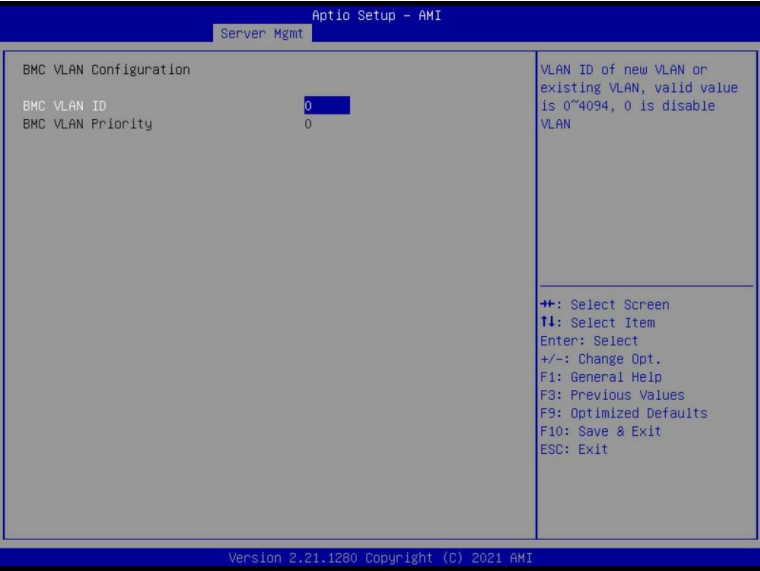 Aptio Setup – AMI
Server Mgmt
BMC VLAN Configuration
BMC VLAN ID 0
BMC VLAN Priority 0
VLAN ID of new VLAN or
existing VLAN, valid value
is 0~4094, 0 is disable
VLAN
→←: Select Screen
↑↓: Select Item
Enter: Select
+/-: Change Opt.
F1: General Help
F3: Previous Values
F9: Optimized Defaults
F10: Save & Exit
ESC: Exit
Version 2.21.1280 Copyright (C) 2021 AMI